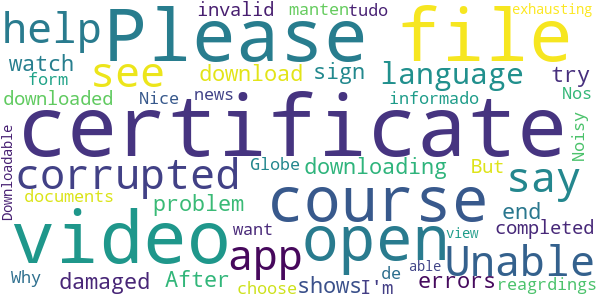 invalid manten tudo exhausting
help Please file
watch see download sign language try
form
downloaded Nice news informado Nos
certificate
Downloadable Noisy
corrupted Globe downloading But say
documents problem course end
video app open Unable completed
want view
Why damaged After shows I'm de able errors
choose reagrdings